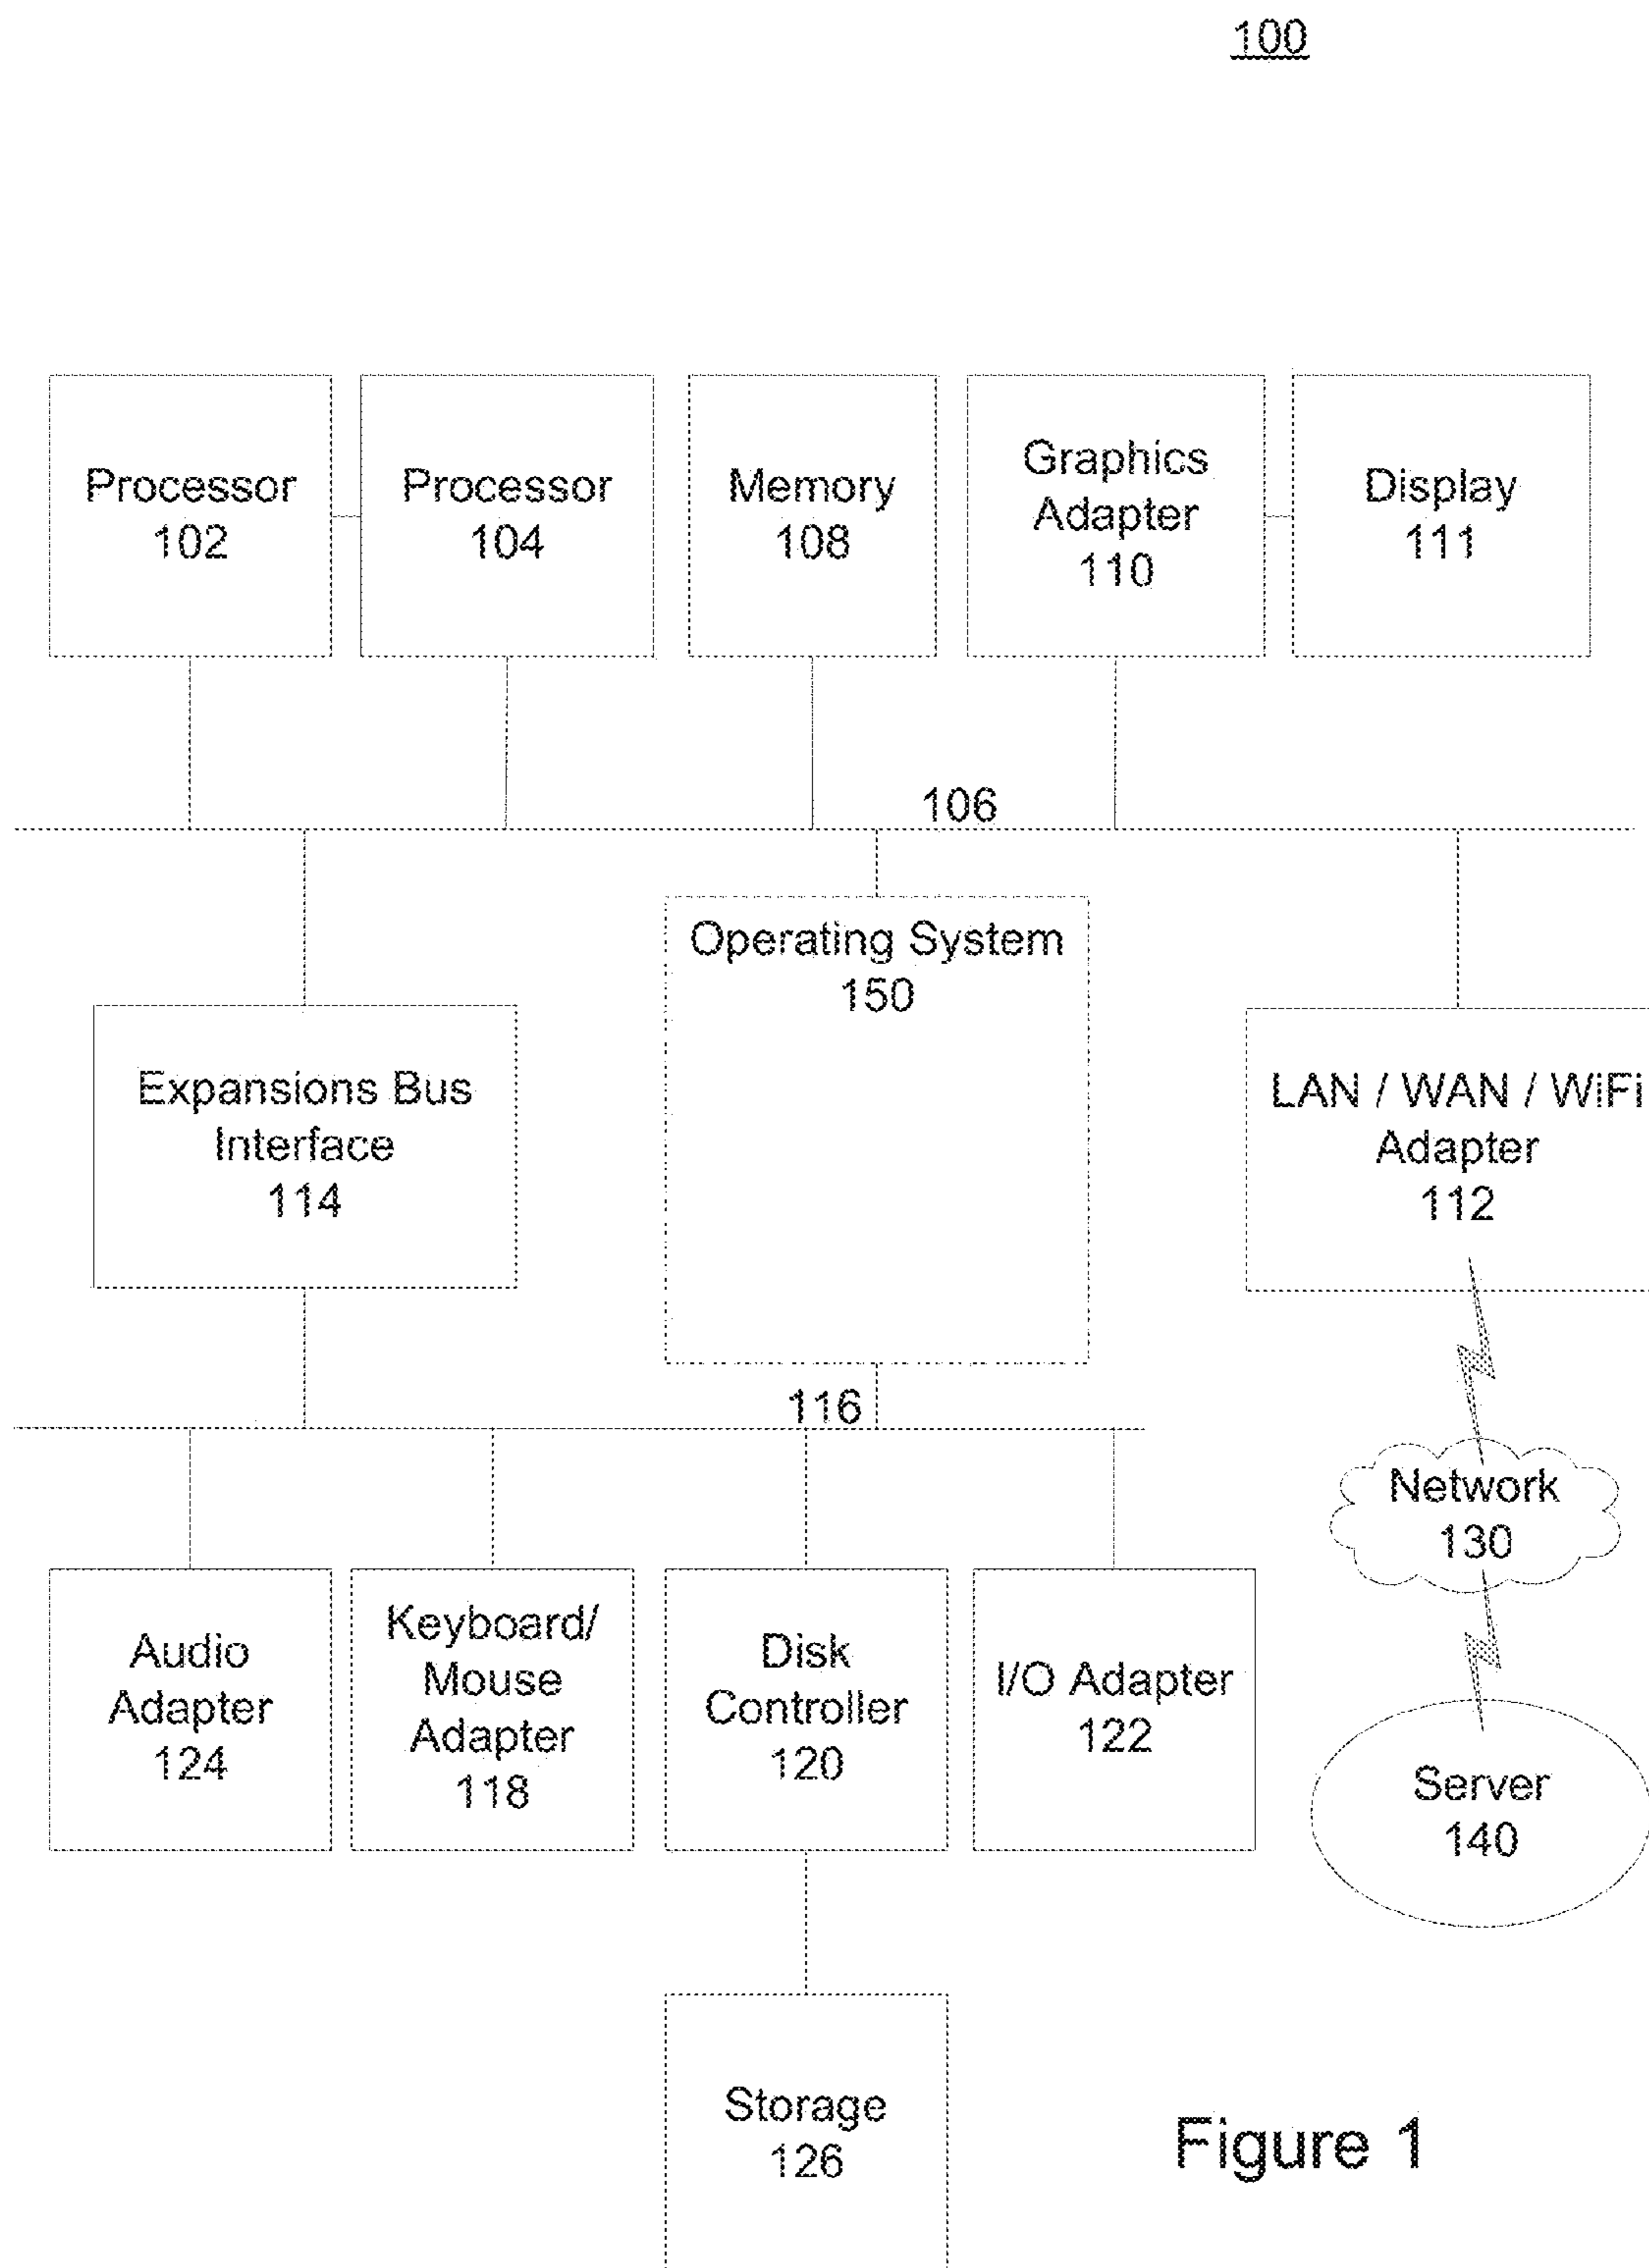 100
Processor
102
Processor
104
Memory
108
Graphics
Adapter
110
Display
111
106
Operating System
150
Expansions Bus
Interface
114
LAN / WAN / WiFi
Adapter
112
116
Network
130
Audio
Adapter
124
Keyboard/
Mouse
Adapter
118
Disk
Controller
120
I/O Adapter
122
Server
140
Storage
126
Figure 1